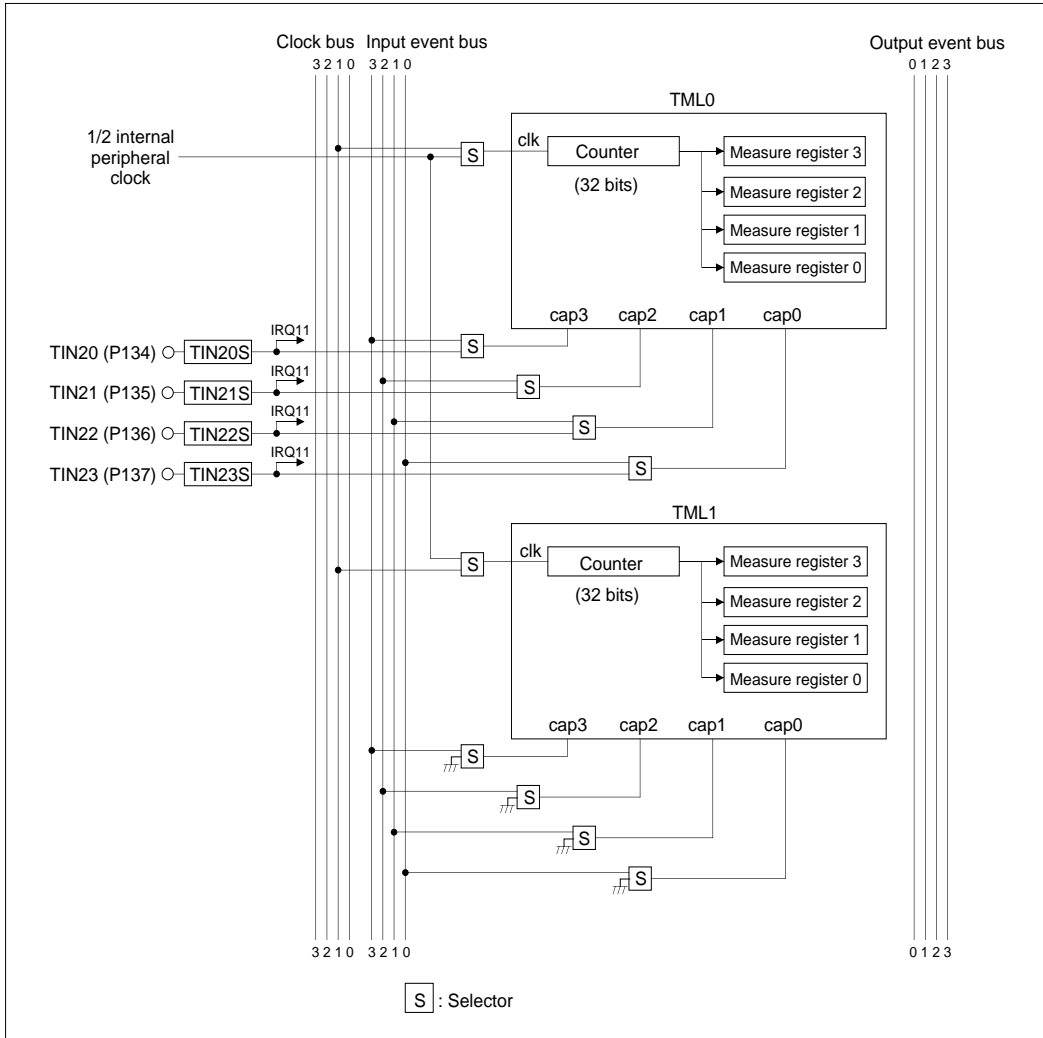 Clock bus Input event bus Output event bus
3 2 1 0 3 2 1 0 0 1 2 3
TML0
1/2 internal
peripheral
clock
S clk Counter Measure register 3
(32 bits) Measure register 2
Measure register 1
Measure register 0
cap3 cap2 cap1 cap0
IRQ11
TIN20 (P134) TIN20S S
IRQ11
TIN21 (P135) TIN21S S
IRQ11
TIN22 (P136) TIN22S S
IRQ11
TIN23 (P137) TIN23S S
TML1
S clk Counter Measure register 3
(32 bits) Measure register 2
Measure register 1
Measure register 0
cap3 cap2 cap1 cap0
S
S
S
S
3 2 1 0 3 2 1 0 0 1 2 3
S : Selector